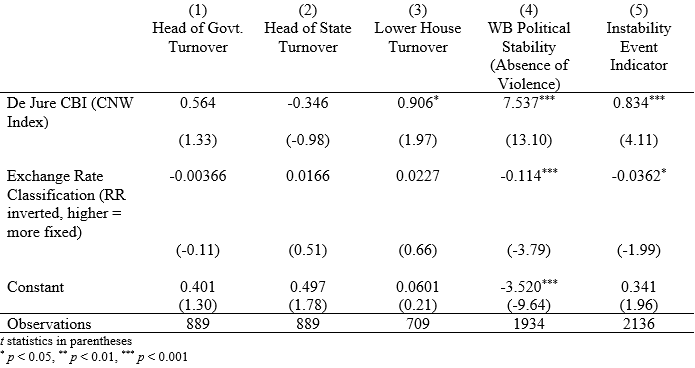 (1) (2) (3) (4) (5)
Head of Govt. Head of State Lower House WB Political Instability
Turnover Turnover Turnover Stability Event
(Absence of Indicator
Violence)
De Jure CBI (CNW 0.564 -0.346 0.906* 7.537*** 0.834***
Index)
(1.33) (-0.98) (1.97) (13.10) (4.11)
Exchange Rate -0.00366 0.0166 0.0227 -0.114*** -0.0362*
Classification (RR
inverted, higher =
more fixed)
(-0.11) (0.51) (0.66) (-3.79) (-1.99)
Constant 0.401 0.497 0.0601 -3.520*** 0.341
(1.30) (1.78) (0.21) (-9.64) (1.96)
Observations 889 889 709 1934 2136
t statistics in parentheses
* p < 0.05, ** p < 0.01, *** p < 0.001